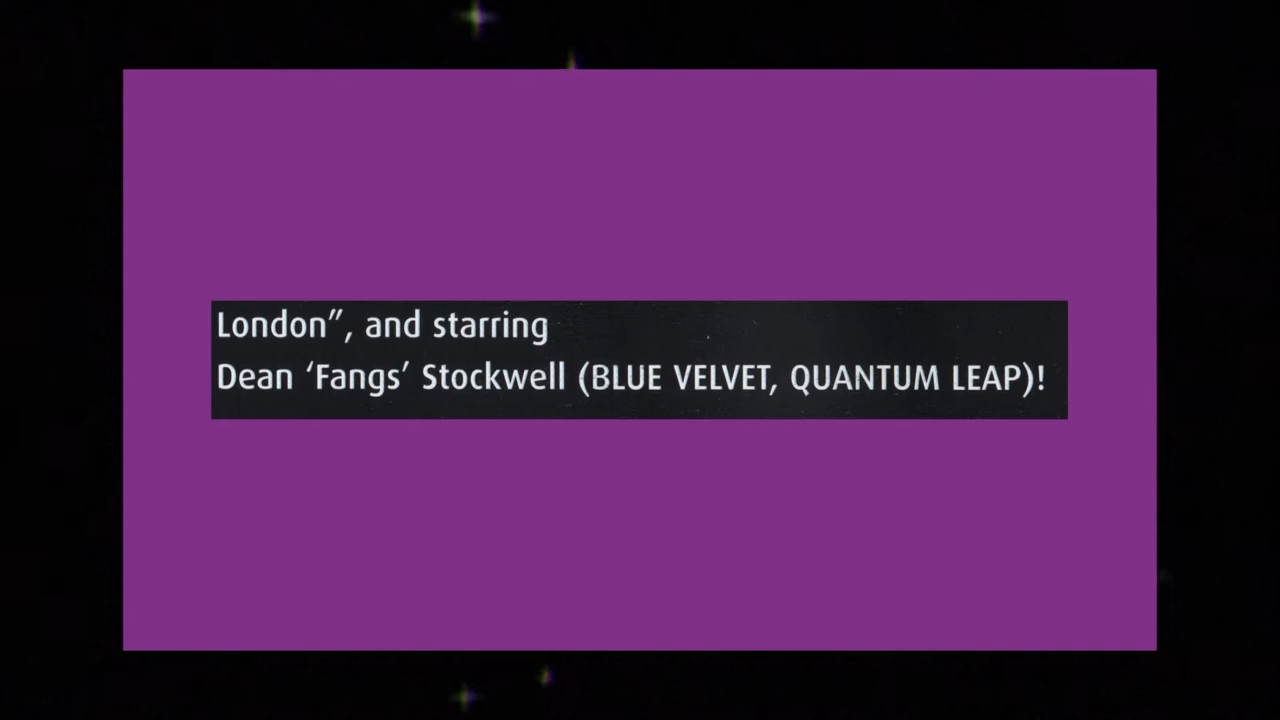 London”, and starring
Dean ‘Fangs’ Stockwell (BLUE VELVET, QUANTUM LEAP)!